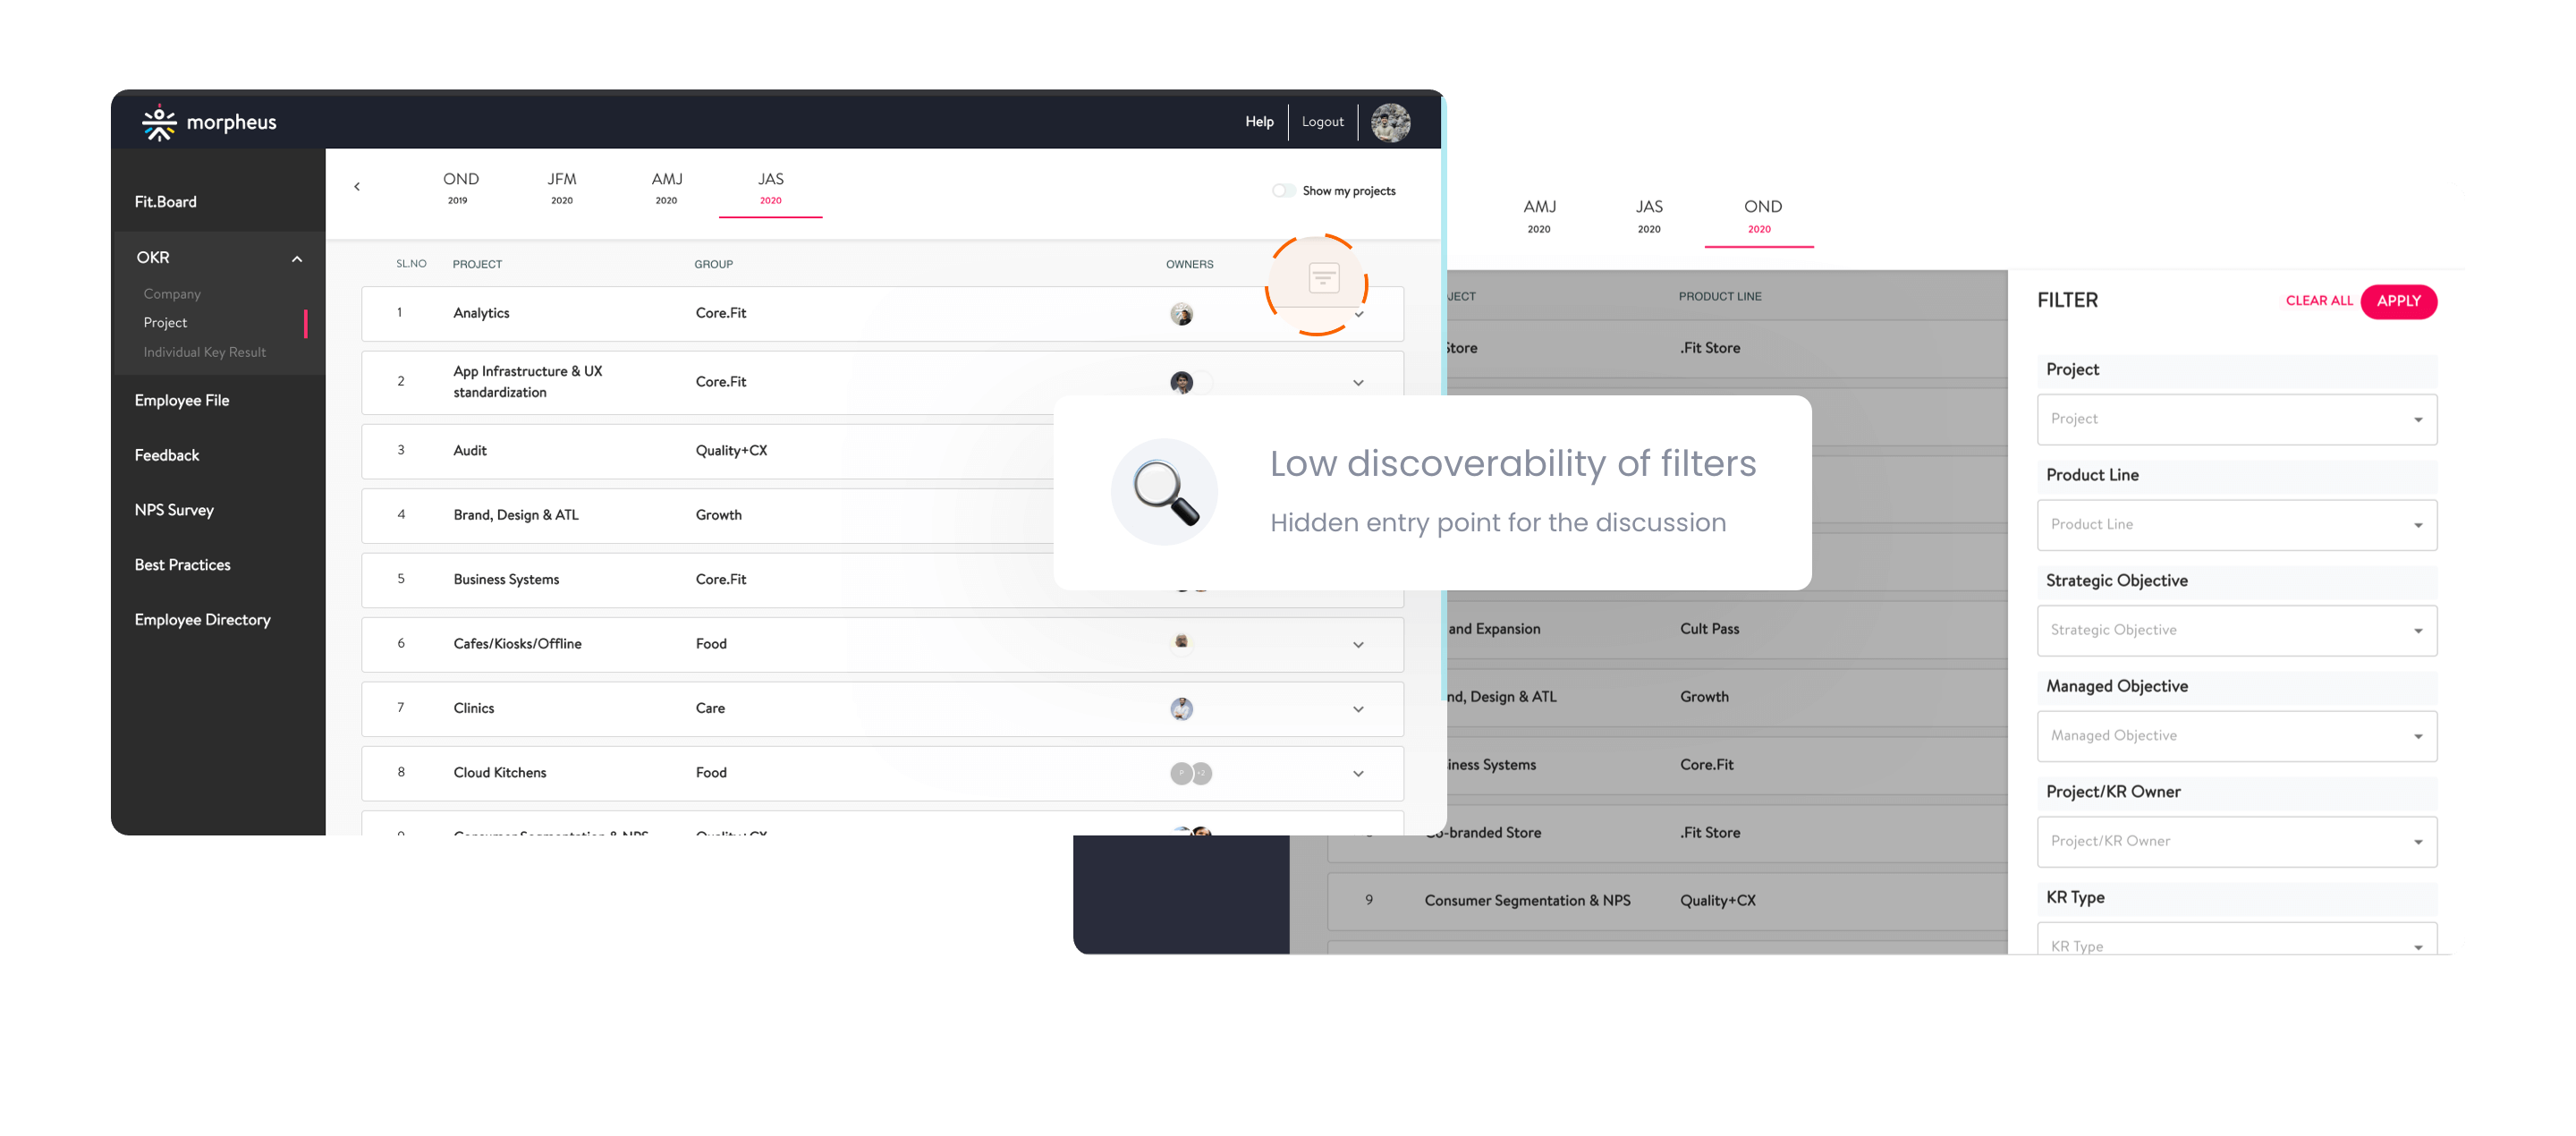 morpheus
Help
Logout
Fit.Board
OKR
Company
Project
Individual Key Result
Employee File
Feedback
NPS Survey
Best Practices
Employee Directory
OND
2019
JFM
2020
AMJ
2020
JAS
2020
Show my projects
SL.NO PROJECT GROUP OWNERS
1 Analytics Core.Fit
2 App Infrastructure & UX
standardization Core.Fit
3 Audit Quality+CX
4 Brand, Design & ATL Growth
5 Business Systems Core.Fit
6 Cafes/Kiosks/Offline Food
7 Clinics Care
8 Cloud Kitchens Food P +2
9 Consumer Segmentation & NPS Quality+CX
Low discoverability of filters
Hidden entry point for the discussion
AMJ
2020
JAS
2020
OND
2020
JECT PRODUCT LINE
Store .Fit Store
and Expansion Cult Pass
nd, Design & ATL Growth
iness Systems Core.Fit
Co-branded Store .Fit Store
9 Consumer Segmentation & NPS Quality+CX
FILTER
CLEAR ALL
APPLY
Project
Project
Product Line
Product Line
Strategic Objective
Strategic Objective
Managed Objective
Managed Objective
Project/KR Owner
Project/KR Owner
KR Type
KR Type